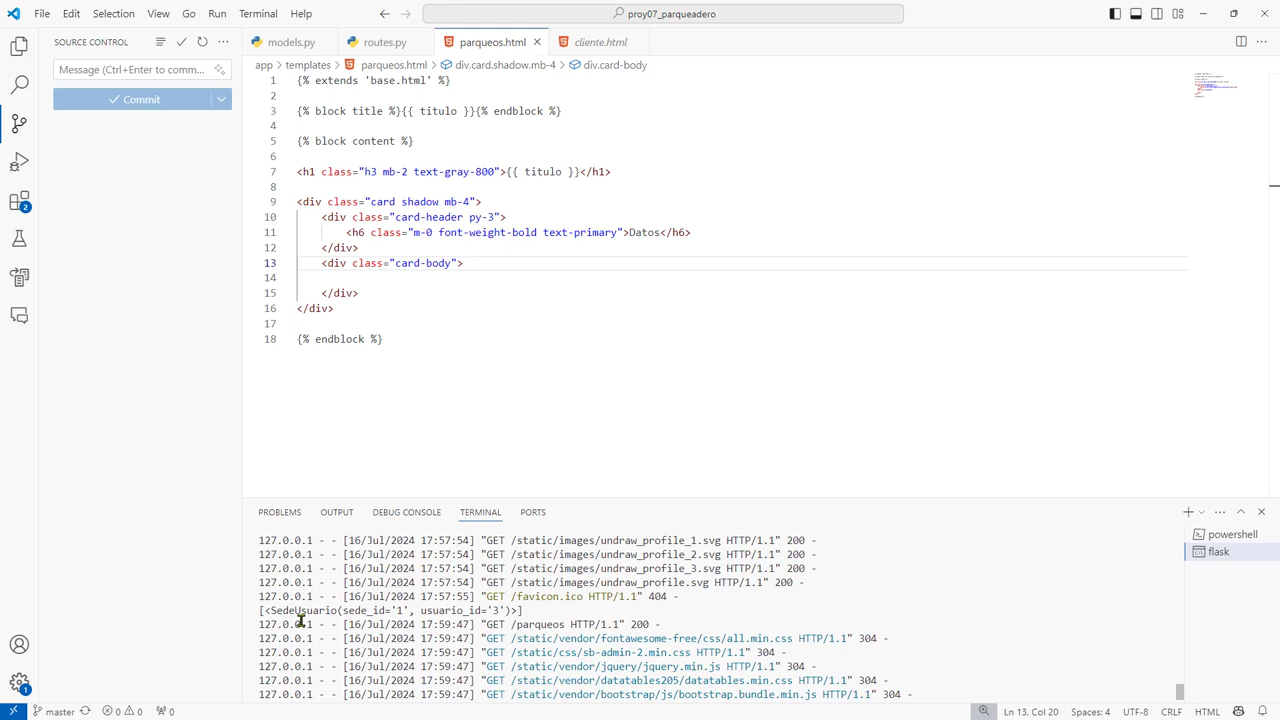 File Edit Selection View Go Run Terminal Help
proy07_parqueadero
SOURCE CONTROL
Message (Ctrl+Enter to comm...
Commit
models.py routes.py parqueos.html cliente.html
app > templates > parqueos.html > div.card.shadow.mb-4 > div.card-body
1 {% extends 'base.html' %}
2
3 {% block title %}{{ titulo }}{% endblock %}
4
5 {% block content %}
6
7 <h1 class="h3 mb-2 text-gray-800">{{ titulo }}</h1>
8
9 <div class="card shadow mb-4">
10 <div class="card-header py-3">
11 <h6 class="m-0 font-weight-bold text-primary">Datos</h6>
12 </div>
13 <div class="card-body">
14
15 </div>
16 </div>
17
18 {% endblock %}
2
1
PROBLEMS OUTPUT DEBUG CONSOLE TERMINAL PORTS
powershell
flask
127.0.0.1 - - [16/Jul/2024 17:57:54] "GET /static/images/undraw_profile_1.svg HTTP/1.1" 200 -
127.0.0.1 - - [16/Jul/2024 17:57:54] "GET /static/images/undraw_profile_2.svg HTTP/1.1" 200 -
127.0.0.1 - - [16/Jul/2024 17:57:54] "GET /static/images/undraw_profile_3.svg HTTP/1.1" 200 -
127.0.0.1 - - [16/Jul/2024 17:57:54] "GET /static/images/undraw_profile.svg HTTP/1.1" 200 -
127.0.0.1 - - [16/Jul/2024 17:57:55] "GET /favicon.ico HTTP/1.1" 404 -
[<SedeUsuario(sede_id='1', usuario_id='3')>]
127.0.0.1 - - [16/Jul/2024 17:59:47] "GET /parqueos HTTP/1.1" 200 -
127.0.0.1 - - [16/Jul/2024 17:59:47] "GET /static/vendor/fontawesome-free/css/all.min.css HTTP/1.1" 304 -
127.0.0.1 - - [16/Jul/2024 17:59:47] "GET /static/css/sb-admin-2.min.css HTTP/1.1" 304 -
127.0.0.1 - - [16/Jul/2024 17:59:47] "GET /static/vendor/jquery/jquery.min.js HTTP/1.1" 304 -
127.0.0.1 - - [16/Jul/2024 17:59:47] "GET /static/vendor/datatables205/datatables.min.css HTTP/1.1" 304 -
127.0.0.1 - - [16/Jul/2024 17:59:47] "GET /static/vendor/bootstrap/js/bootstrap.bundle.min.js HTTP/1.1" 304 -
master 0 0 0 Ln 13, Col 20 Spaces: 4 UTF-8 CRLF HTML